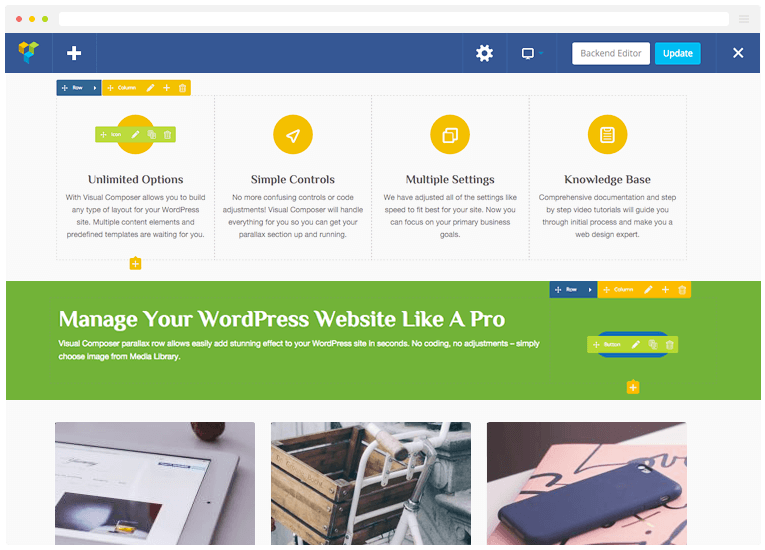 Backend Editor Update
Row Column
Icon
Unlimited Options
With Visual Composer allows you to build
any type of layout for your WordPress
site. Multiple content elements and
predefined templates are waiting for you.
Simple Controls
No more confusing controls or code
adjustments! Visual Composer will handle
everything for you so you can get your
parallax section up and running.
Multiple Settings
We have adjusted all of the settings like
speed to fit best for your site. Now you
can focus on your primary business
goals.
Knowledge Base
Comprehensive documentation and step
by step video tutorials will guide you
through initial process and make you a
web design expert.
Row Column
Manage Your WordPress Website Like A Pro
Visual Composer parallax row allows easily add stunning effect to your WordPress site in seconds. No coding, no adjustments – simply
choose image from Media Library.
Button